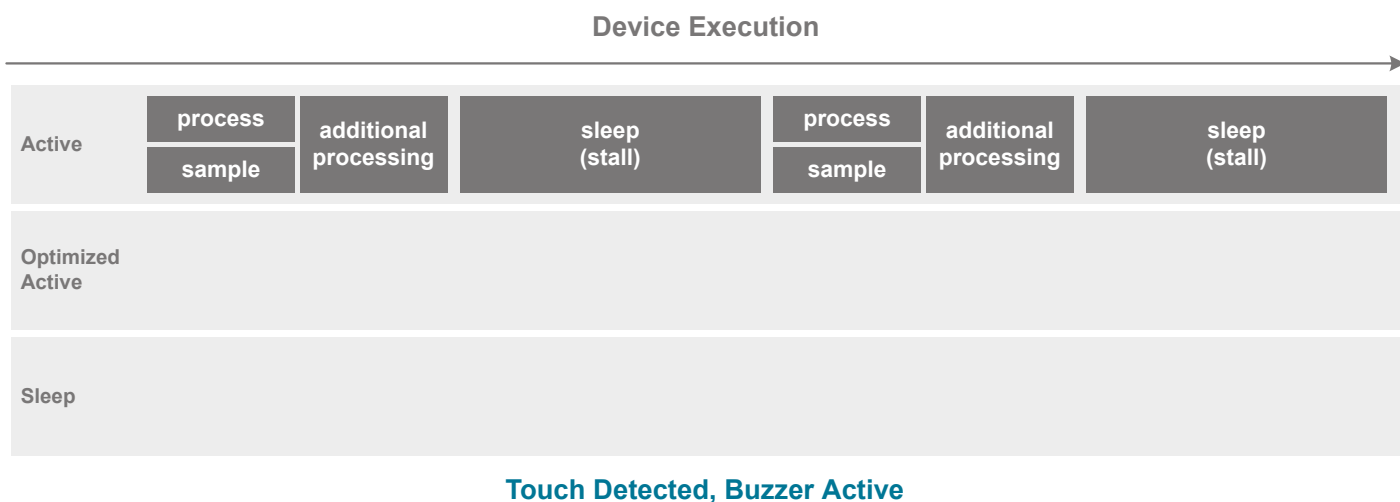 Device Execution
Active
process
sample
additional
processing
sleep
(stall)
process
sample
additional
processing
sleep
(stall)
Optimized
Active
Sleep
Touch Detected, Buzzer Active